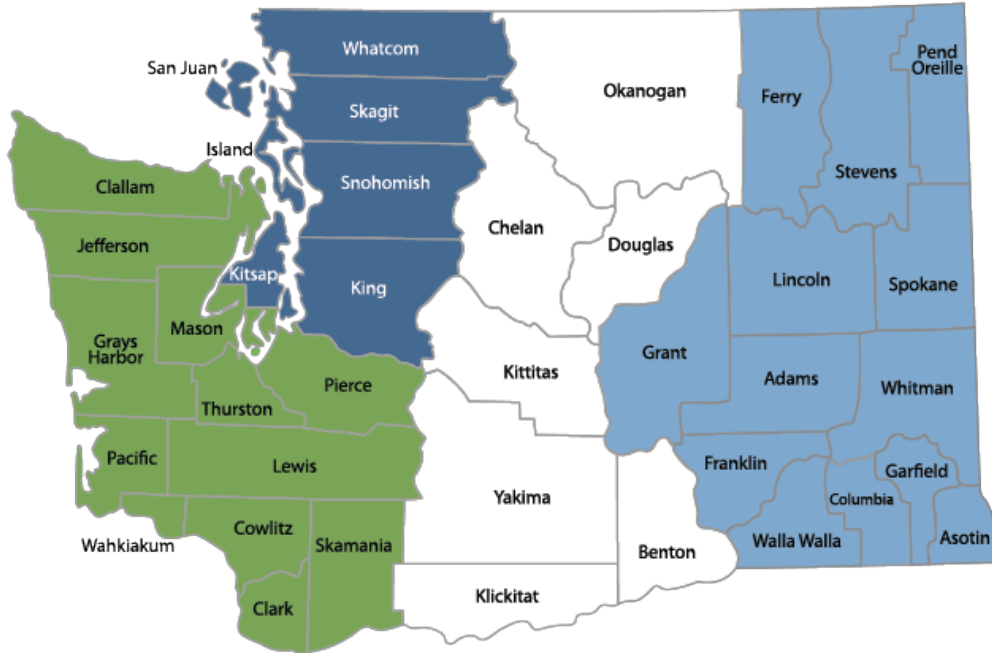 Whatcom
San Juan
Pend
Oreille
Okanogan
Ferry
Skagit
Island
Stevens
Snohomish
Clallam
Chelan
Douglas
Jefferson
Kitsap
King
Lincoln
Spokane
Mason
Grays
Harbor
Grant
Kittitas
Adams
Whitman
Pierce
Thurston
Pacific
Lewis
Franklin
Garfield
Yakima
Columbia
Cowlitz
Wahkiakum
Skamania
Benton
Walla Walla
Asotin
Klickitat
Clark